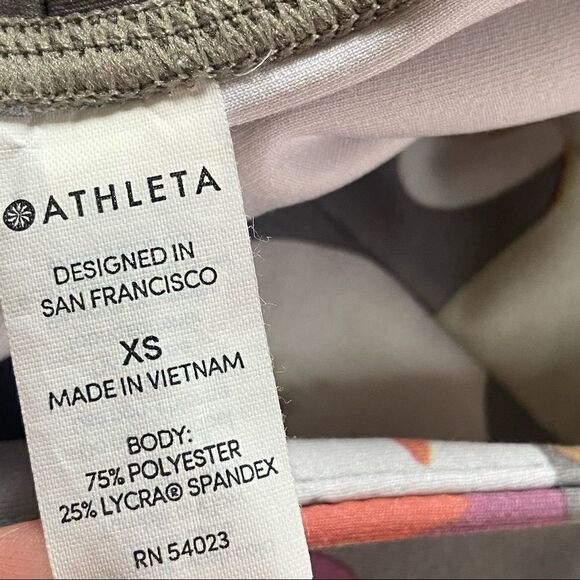 ATHLETA
DESIGNED IN
SAN FRANCISCO
XS
MADE IN VIETNAM
BODY:
75% POLYESTER
25% LYCRA® SPANDEX
RN 54023